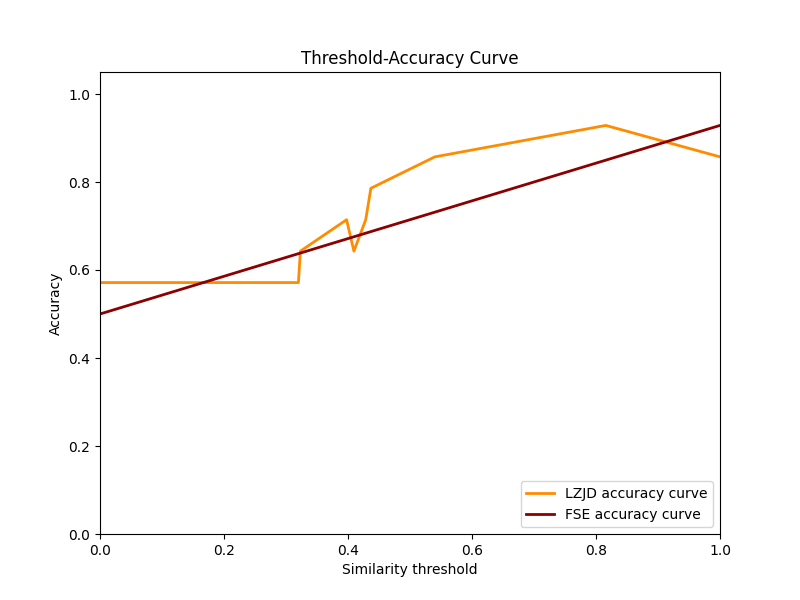 Threshold-Accuracy Curve
1.0
0.8
0.6
0.4
0.2
0.0
Accuracy
0.0 0.2 0.4 0.6 0.8 1.0
Similarity threshold
LZJD accuracy curve
FSE accuracy curve